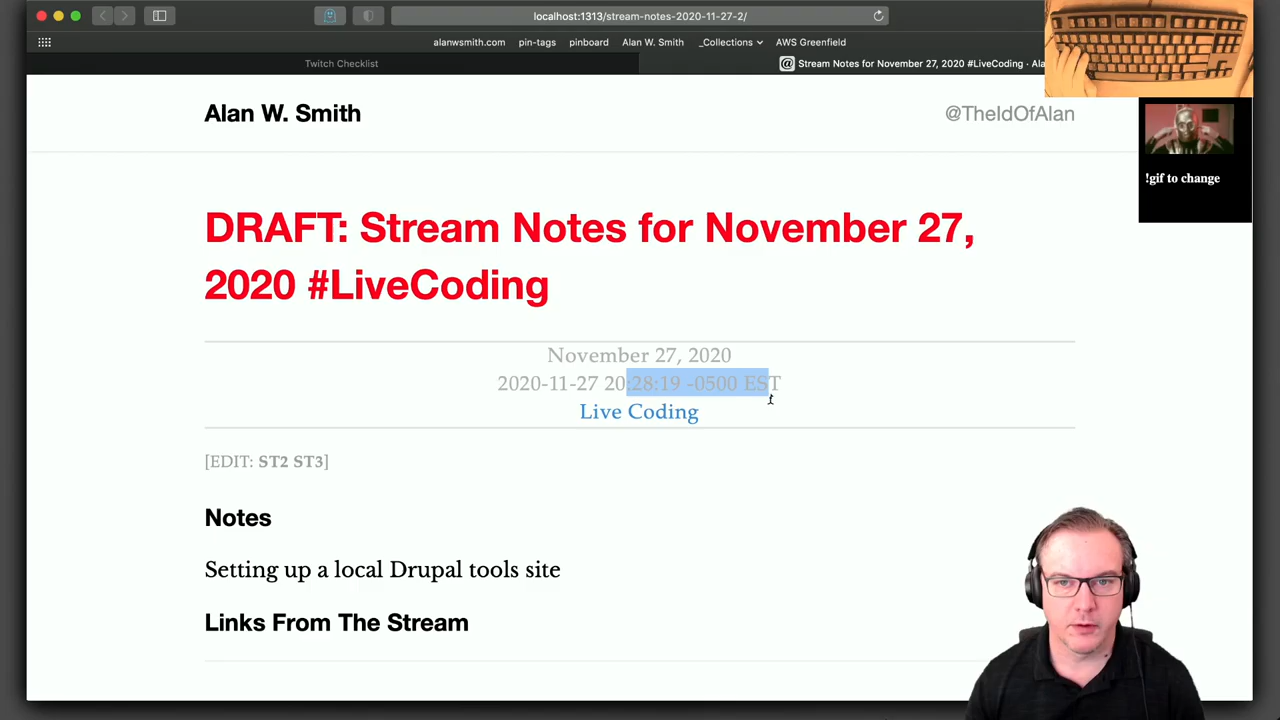 localhost:1313/stream-notes-2020-11-27-2/
alanwsmith.com pin-tags pinboard Alan W. Smith _Collections AWS Greenfield
Twitch Checklist
@ Stream Notes for November 27, 2020 #LiveCoding · Ala
Alan W. Smith
@TheIdOfAlan
!gif to change
DRAFT: Stream Notes for November 27,
2020 #LiveCoding
November 27, 2020
2020-11-27 20:28:19 -0500 EST
Live Coding
[EDIT: ST2 ST3]
Notes
Setting up a local Drupal tools site
Links From The Stream